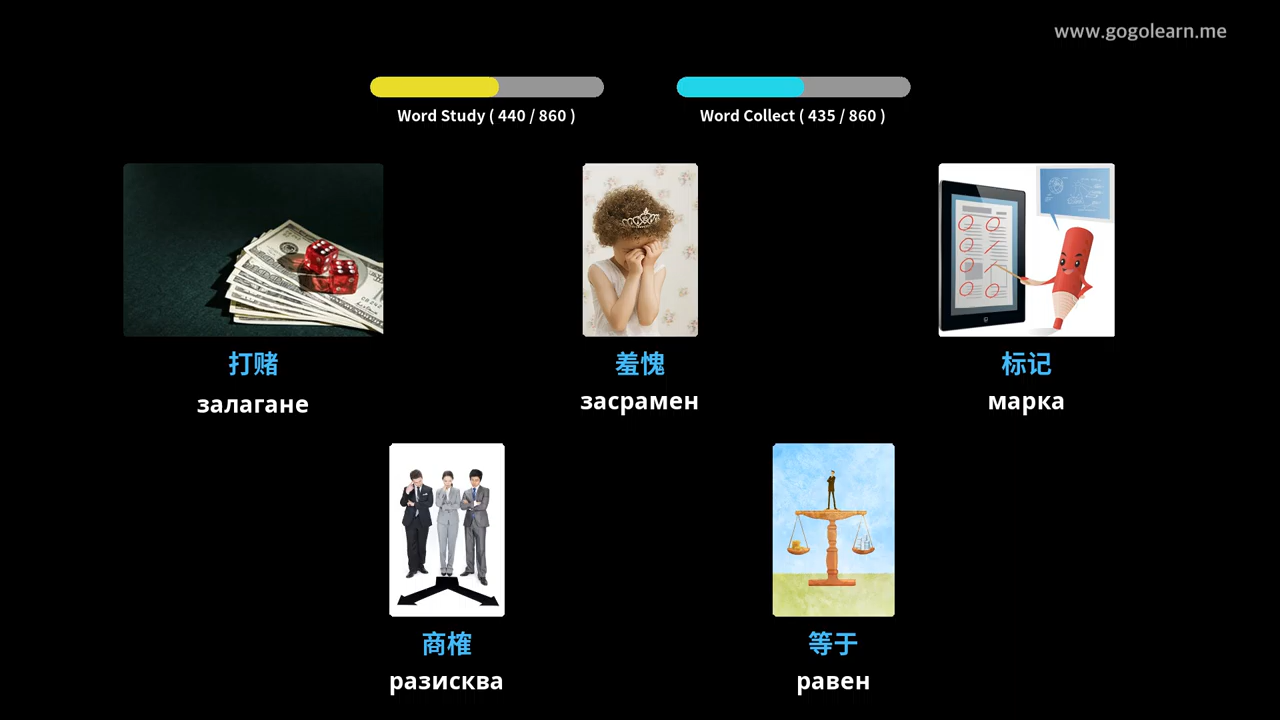 www.gogolearn.me
Word Study ( 440 / 860 )
Word Collect ( 435 / 860 )
打赌
залагане
羞愧
засрамен
标记
марка
商榷
разисква
等于
равен